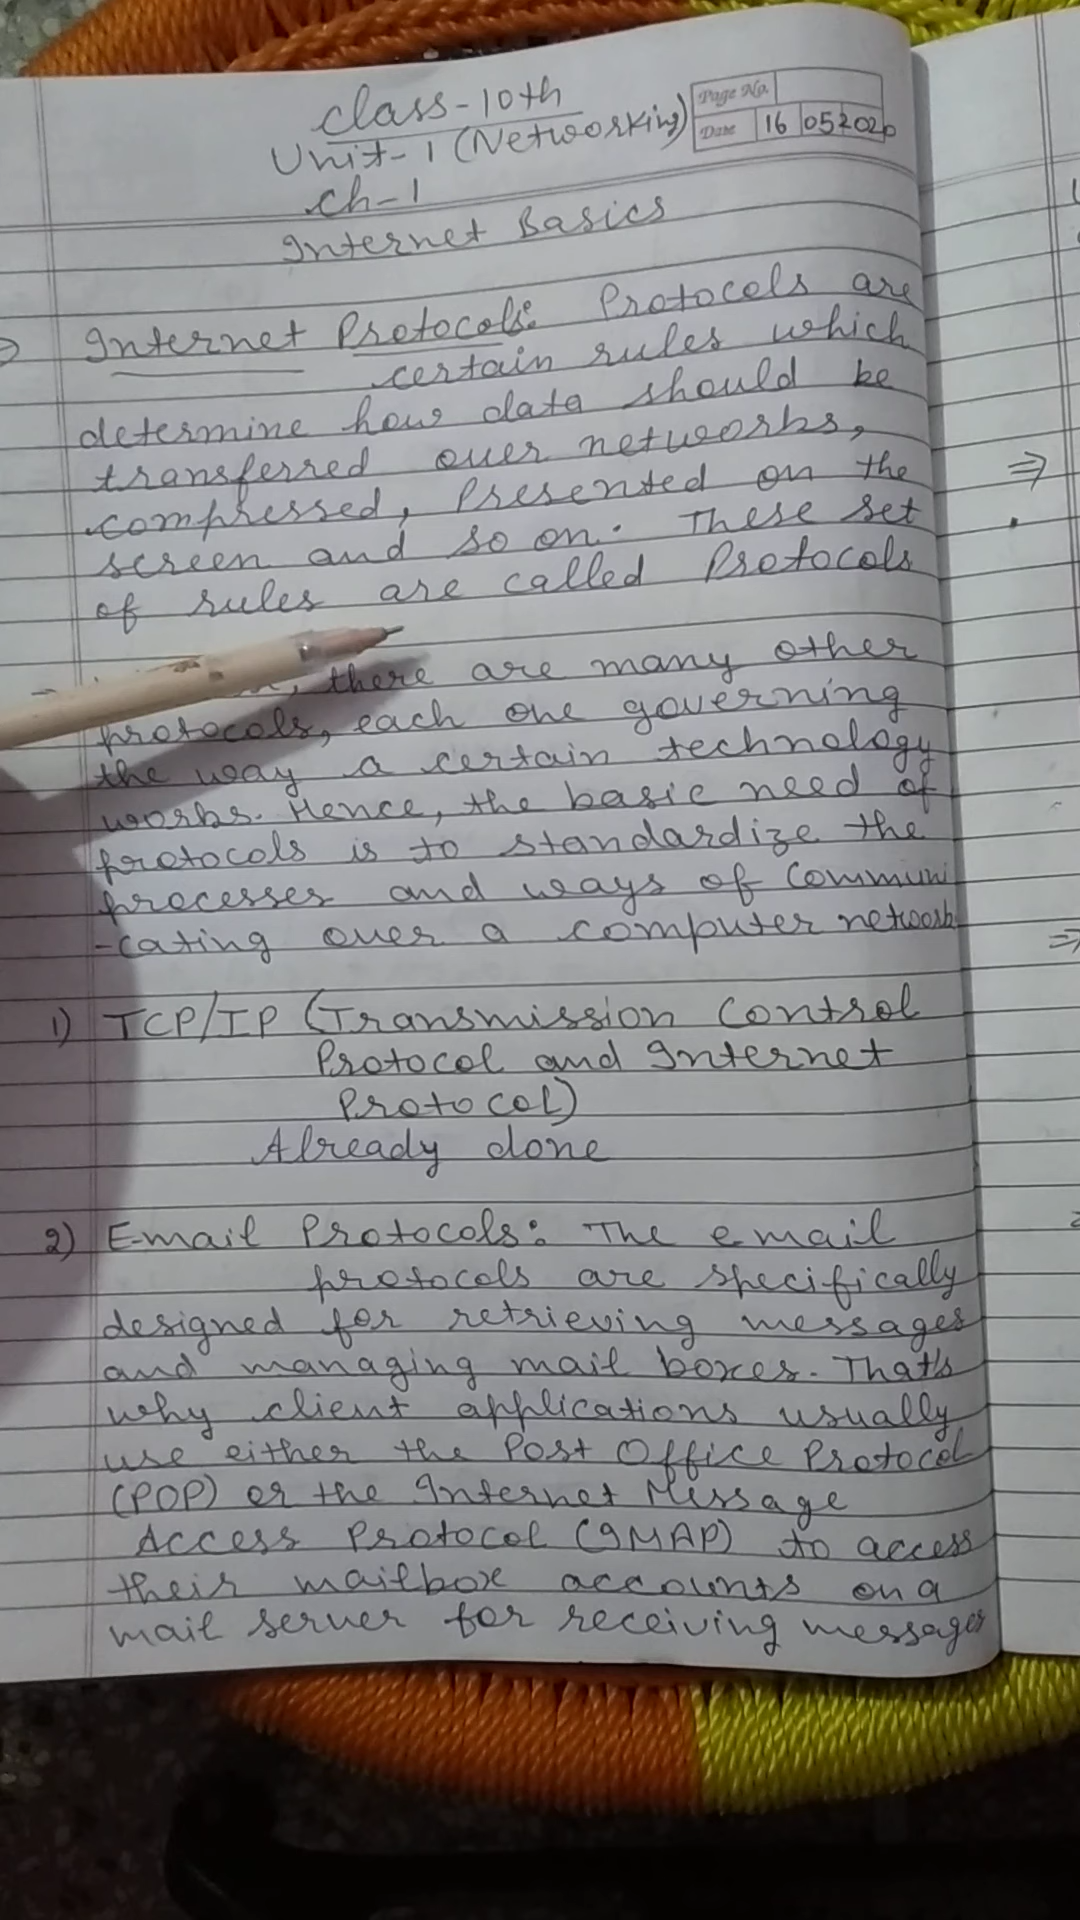 class-10th
Page No.
Unit-1 (Networking)
Date 16 05 2020
ch-1
Internet Basics
Internet Protocols: Protocols are
certain rules which
determine how data should be
transferred over networks,
compressed, Presented on the
screen and so on. These set
of rules are called Protocols
there are many other
protocols, each one governing
the way a certain technology
works. Hence, the basic need of
protocols is to standardize the
processes and ways of Communi
-cating over a computer network
1) TCP/IP (Transmission Control
Protocol and Internet
Protocol)
Already done
2) E-mail Protocols: The email
protocols are specifically
designed for retrieving messages
and managing mail boxes. That's
why client applications usually
use either the Post Office Protocol
(POP) or the Internet Message
Access Protocol (IMAP) to access
their mailbox accounts on a
mail server for receiving messages